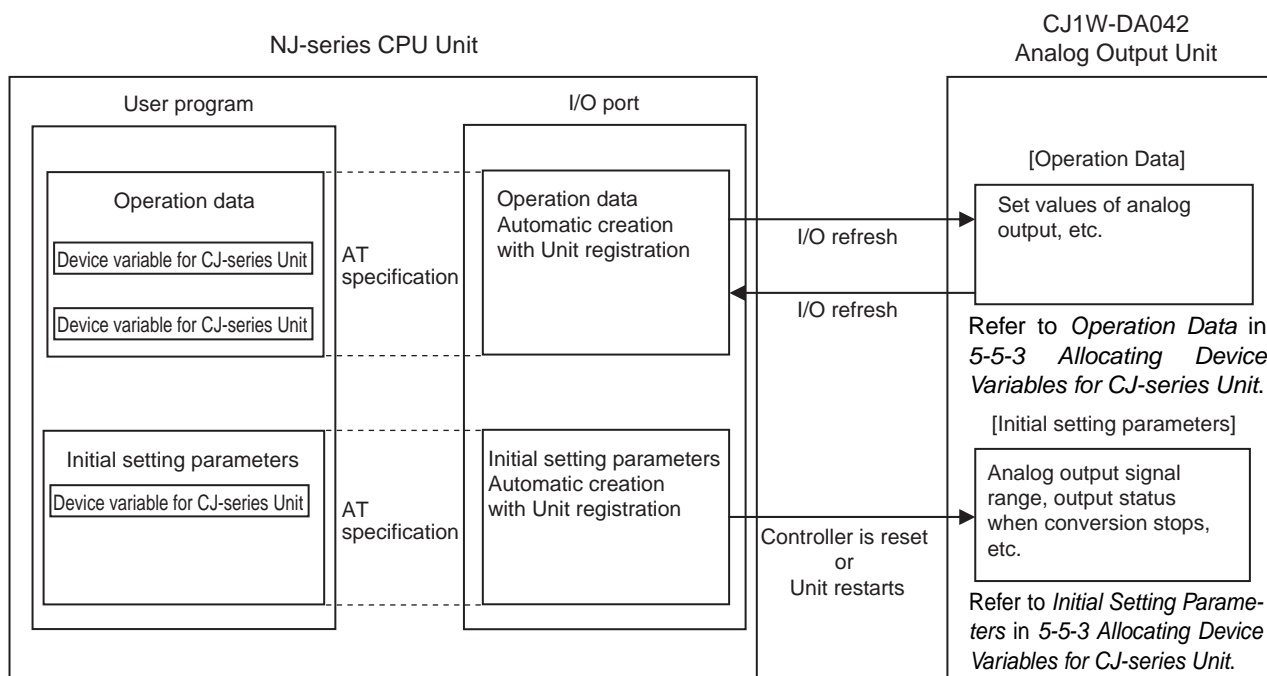 NJ-series CPU Unit
CJ1W-DA042
Analog Output Unit
User program
I/O port
Operation data
Device variable for CJ-series Unit
Device variable for CJ-series Unit
AT
specification
Operation data
Automatic creation
with Unit registration
I/O refresh
I/O refresh
[Operation Data]
Set values of analog
output, etc.
Refer to Operation Data in
5-5-3 Allocating Device
Variables for CJ-series Unit.
Initial setting parameters
Device variable for CJ-series Unit
AT
specification
Initial setting parameters
Automatic creation
with Unit registration
Controller is reset
or
Unit restarts
[Initial setting parameters]
Analog output signal
range, output status
when conversion stops,
etc.
Refer to Initial Setting Parame-
ters in 5-5-3 Allocating Device
Variables for CJ-series Unit.